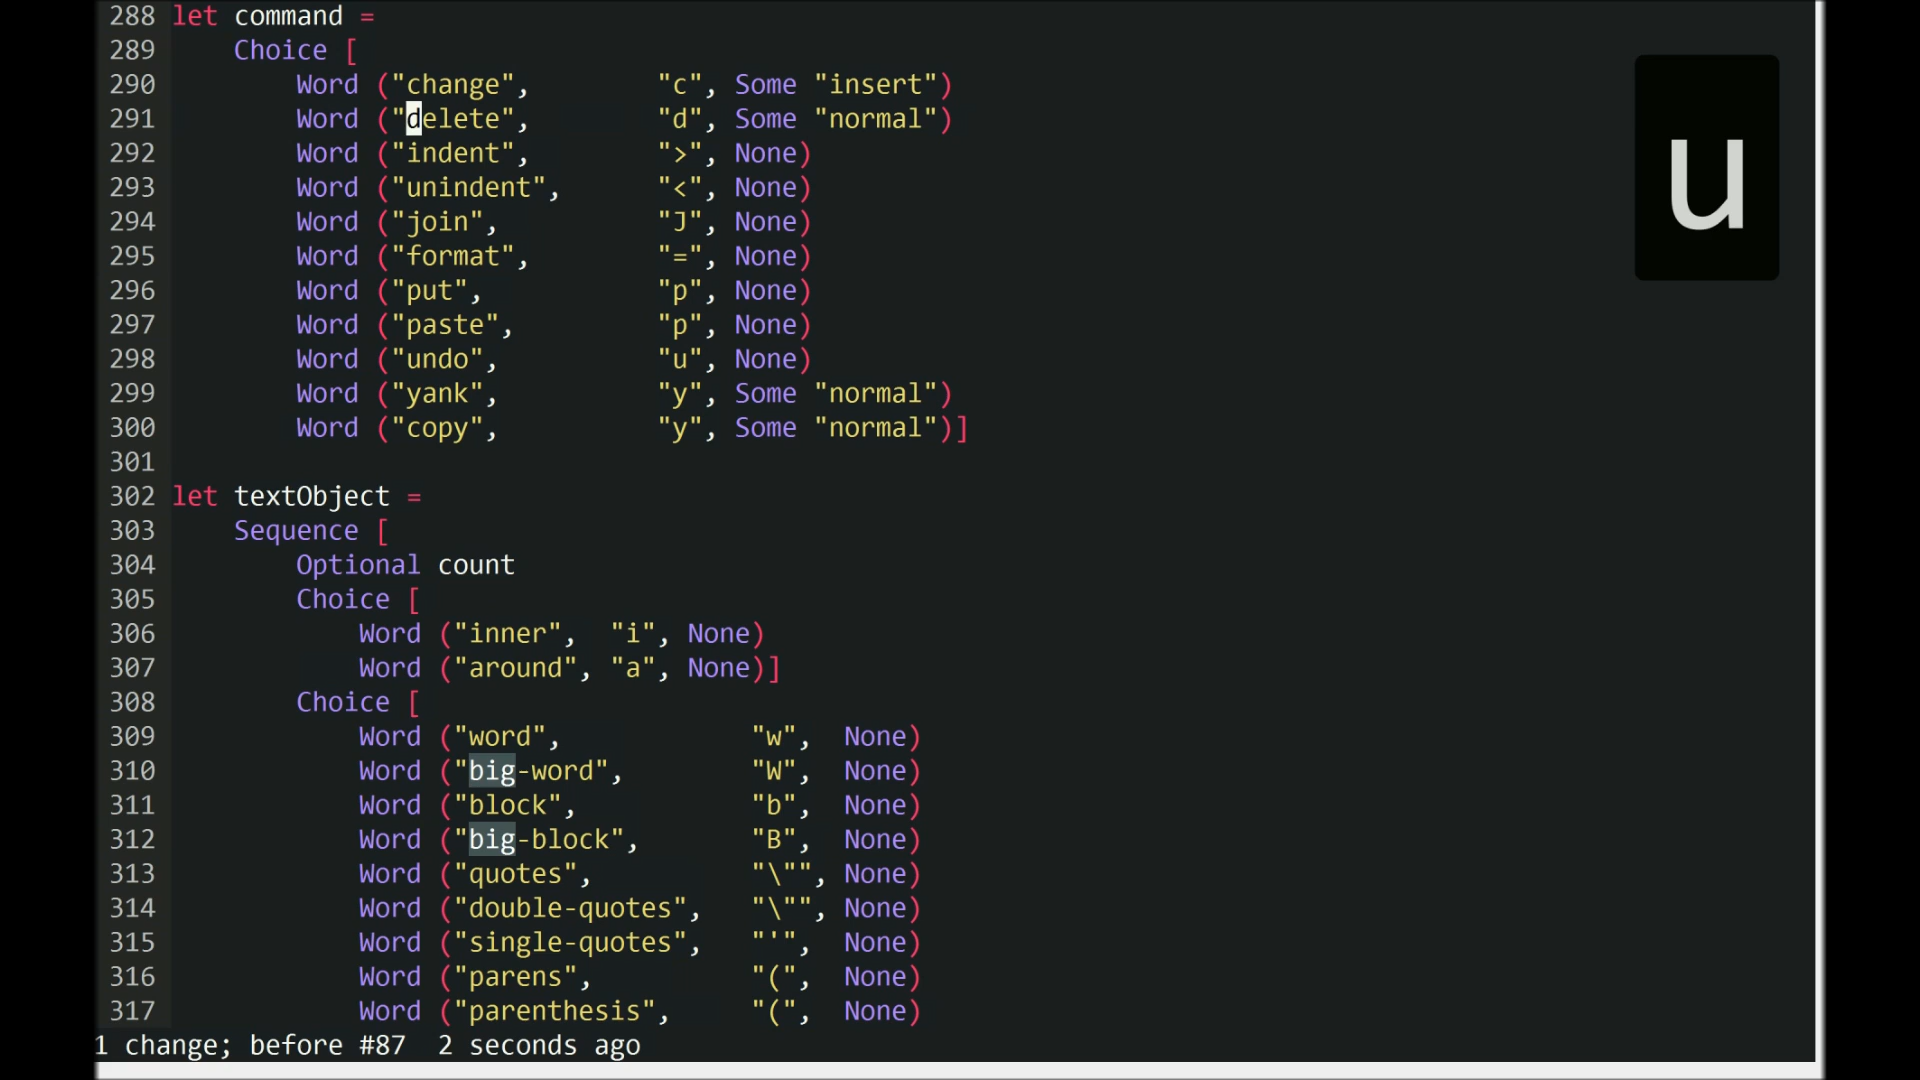 288 let command =
289     Choice [
290         Word ("change",         "c", Some "insert")
291         Word ("delete",         "d", Some "normal")
292         Word ("indent",         ">", None)
293         Word ("unindent",       "<", None)
294         Word ("join",           "J", None)
295         Word ("format",         "=", None)
296         Word ("put",            "p", None)
297         Word ("paste",          "p", None)
298         Word ("undo",           "u", None)
299         Word ("yank",           "y", Some "normal")
300         Word ("copy",           "y", Some "normal")]
301
302 let textObject =
303     Sequence [
304         Optional count
305         Choice [
306             Word ("inner",  "i", None)
307             Word ("around", "a", None)]
308         Choice [
309             Word ("word",            "w",  None)
310             Word ("big-word",        "W",  None)
311             Word ("block",           "b",  None)
312             Word ("big-block",       "B",  None)
313             Word ("quotes",          "\"", None)
314             Word ("double-quotes",   "\"", None)
315             Word ("single-quotes",   "'",  None)
316             Word ("parens",          "(",  None)
317             Word ("parenthesis",     "(",  None)
1 change; before #87  2 seconds ago
u